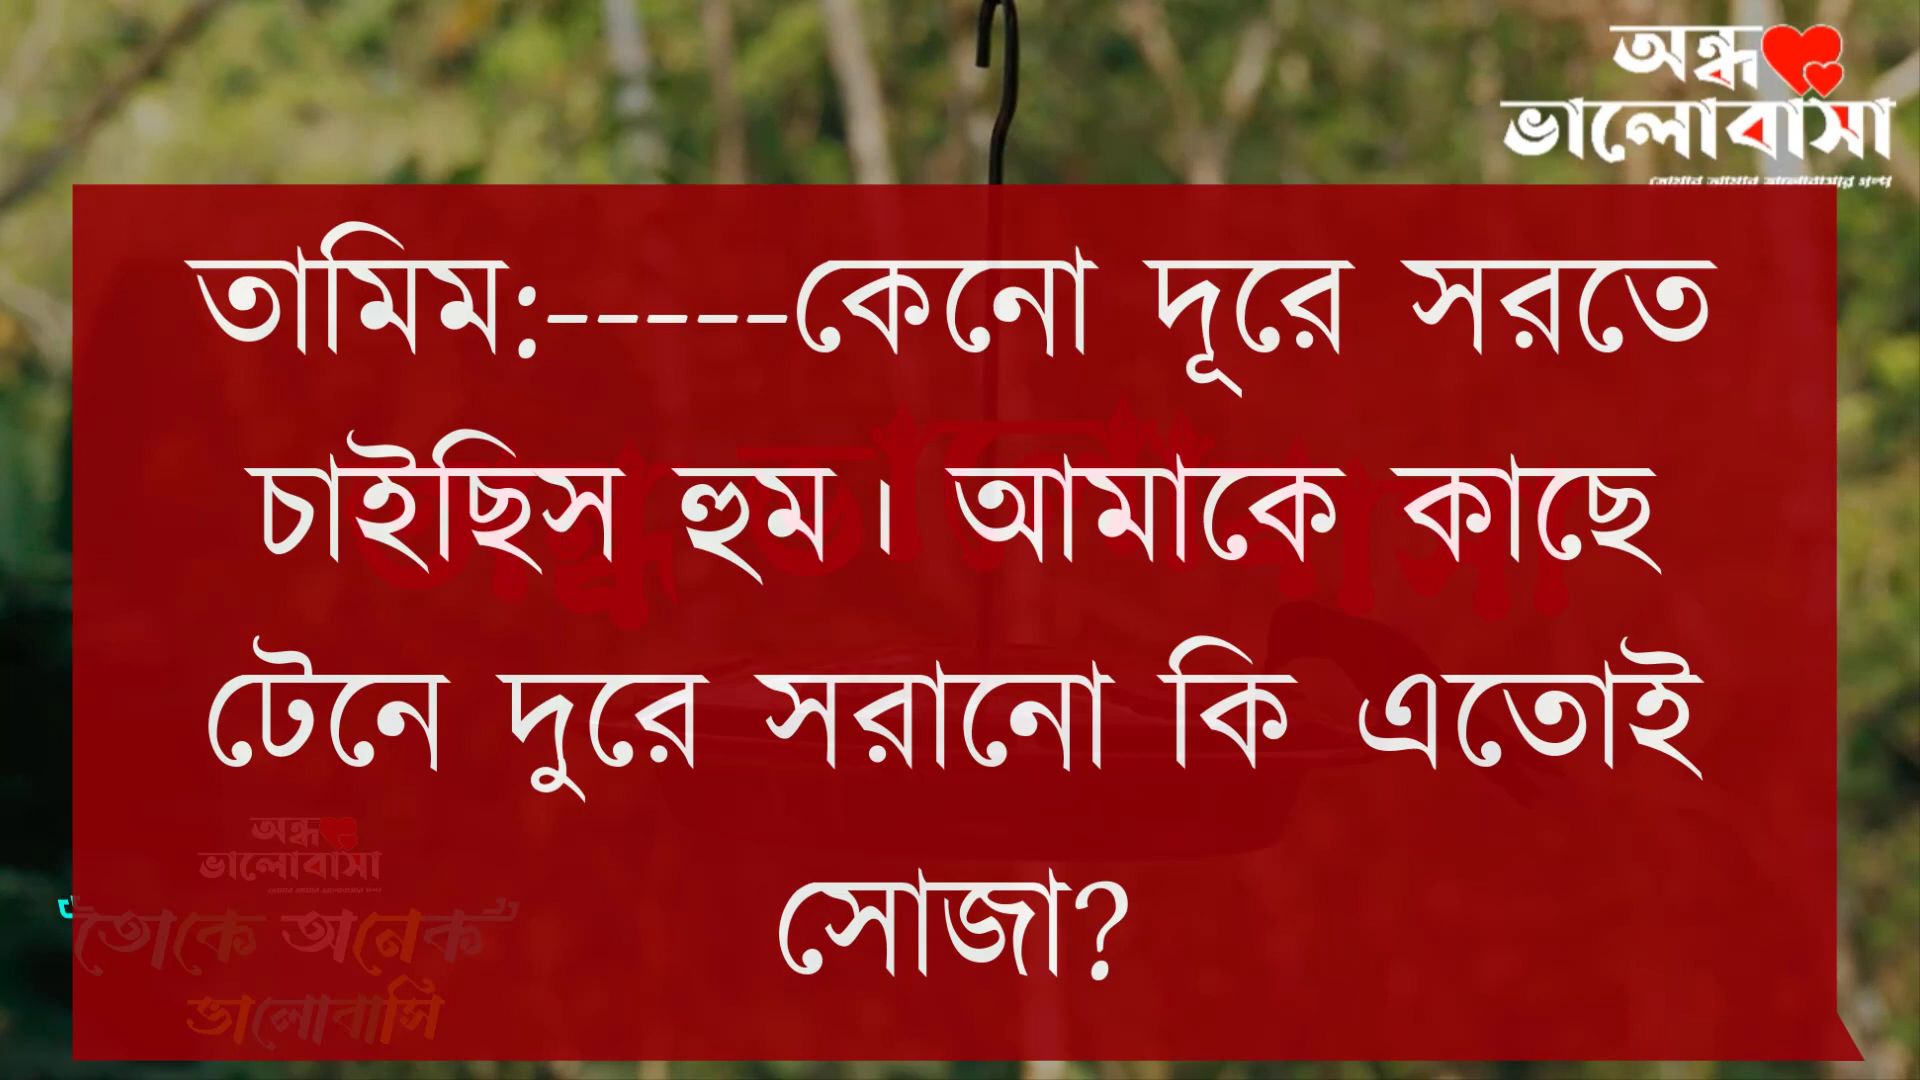 অন্ধ
ভালোবাসা
তামিম:-----কেনো দূরে সরতে
চাইছিস হুম। আমাকে কাছে
টেনে দুরে সরানো কি এতোই
সোজা?
অন্ধ
ভালোবাসা
"তোকে অনেক"
ভালোবাসি